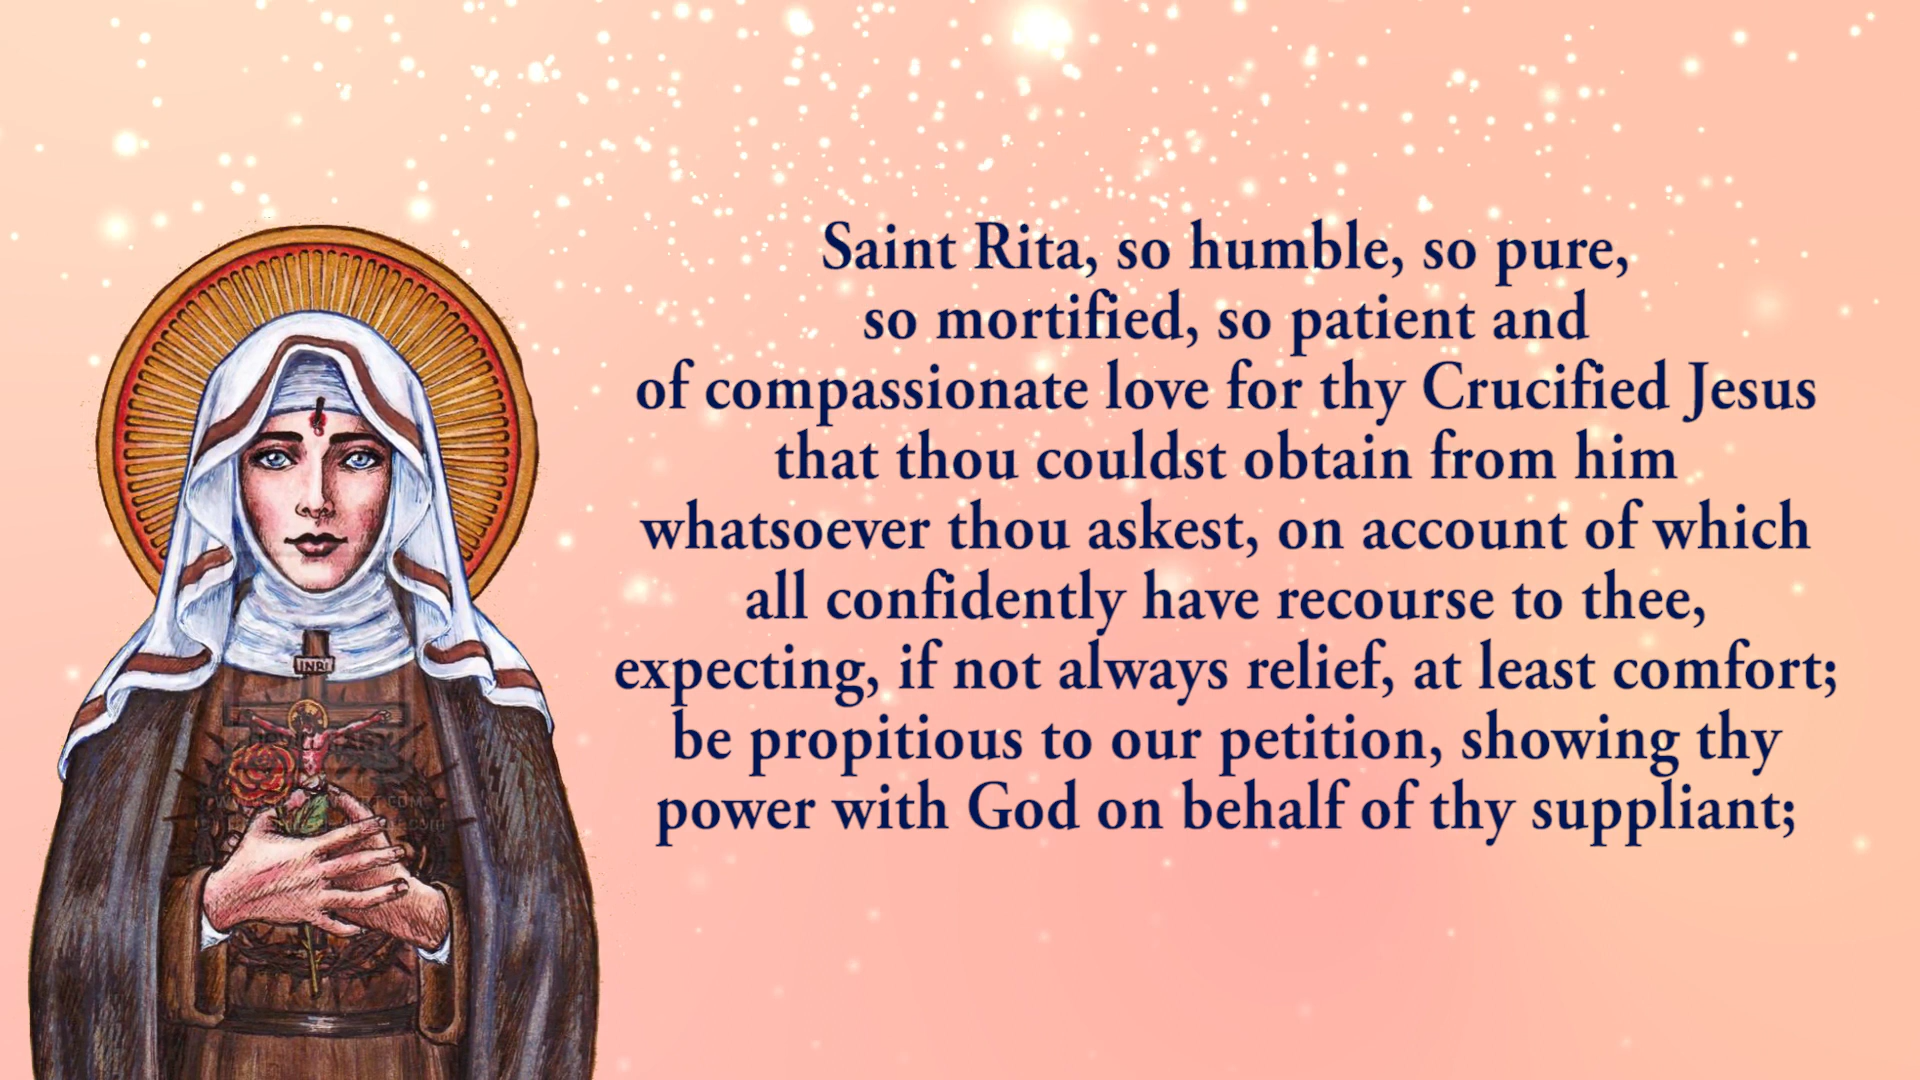 Saint Rita, so humble, so pure,
so mortified, so patient and
of compassionate love for thy Crucified Jesus
that thou couldst obtain from him
whatsoever thou askest, on account of which
all confidently have recourse to thee,
expecting, if not always relief, at least comfort;
be propitious to our petition, showing thy
power with God on behalf of thy suppliant;
INRI